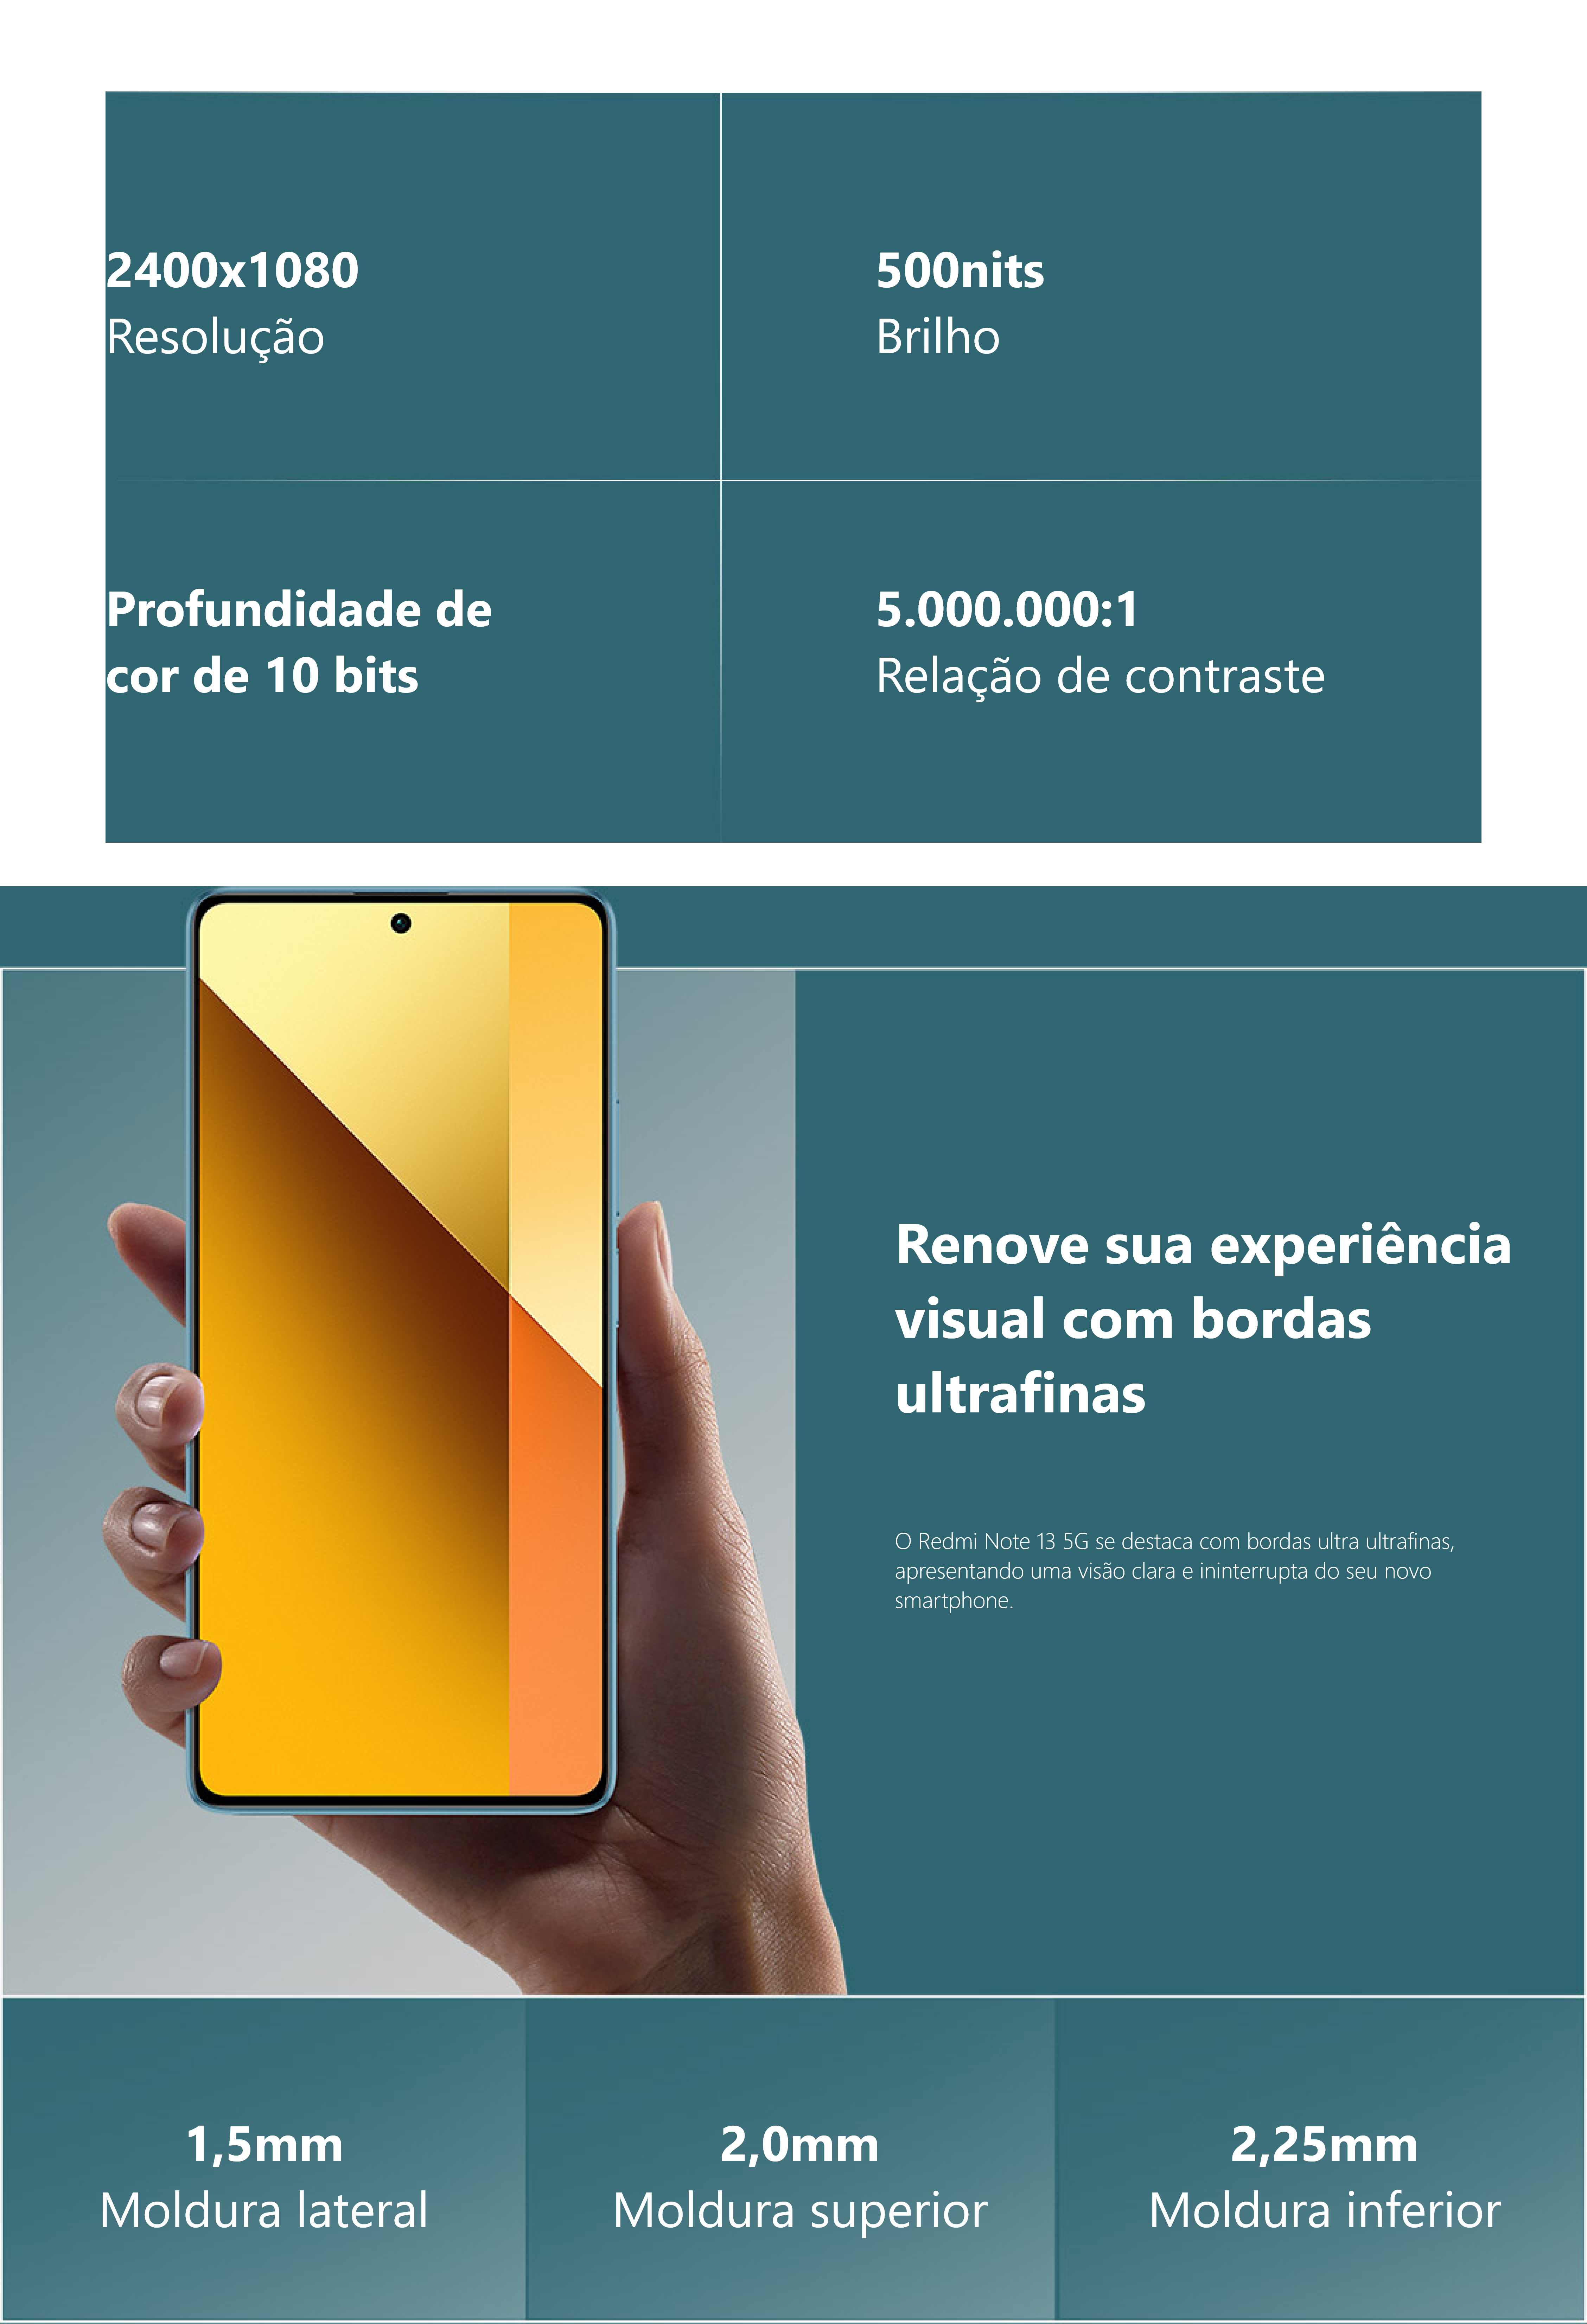 2400x1080
Resolução
500nits
Brilho
Profundidade de
cor de 10 bits
5.000.000:1
Relação de contraste
Renove sua experiência
visual com bordas
ultrafinas
O Redmi Note 13 5G se destaca com bordas ultra ultrafinas,
apresentando uma visão clara e ininterrupta do seu novo
smartphone.
1,5mm
Moldura lateral
2,0mm
Moldura superior
2,25mm
Moldura inferior